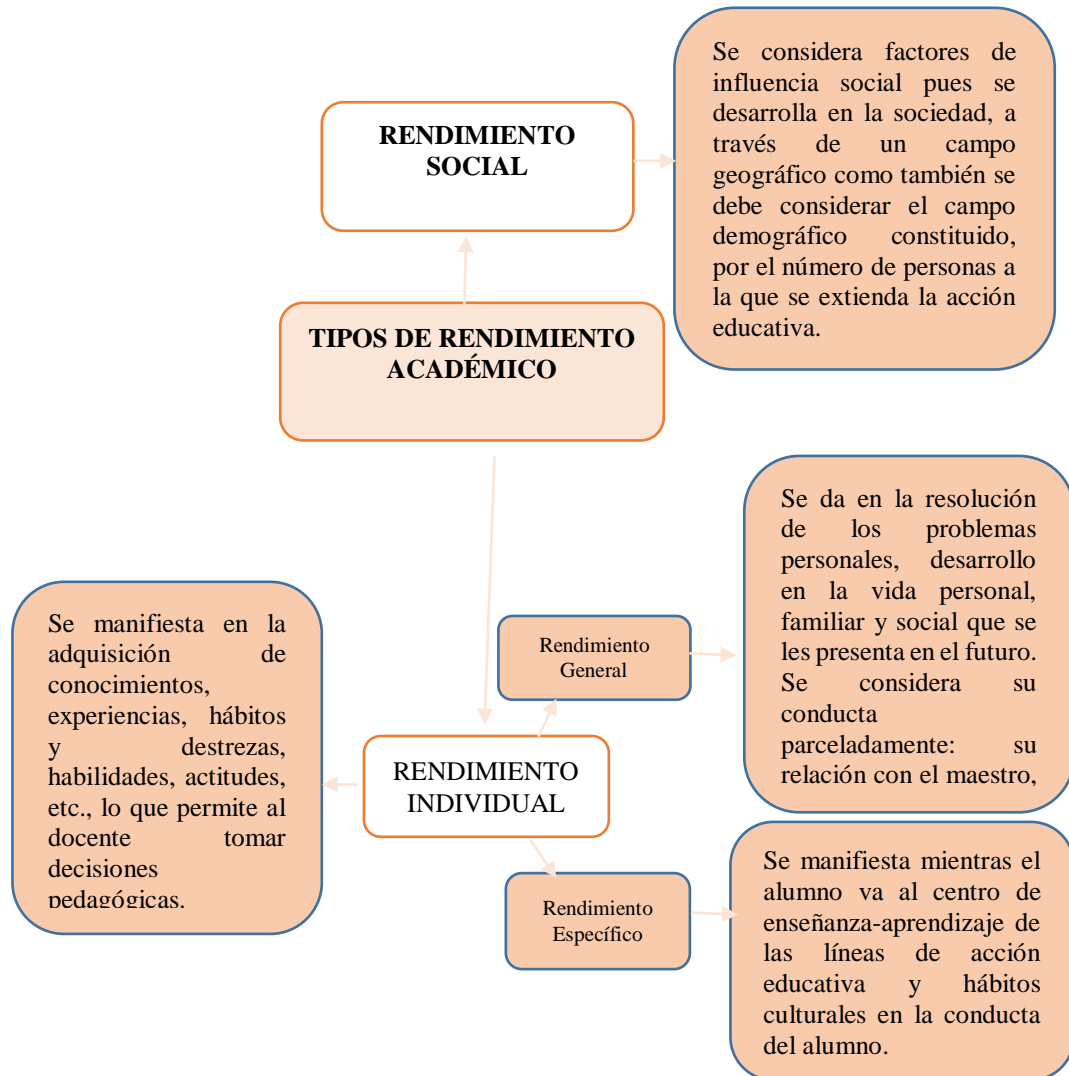 RENDIMIENTO
SOCIAL
Se considera factores de
influencia social pues se
desarrolla en la sociedad, a
través de un campo
geográfico como también se
debe considerar el campo
demográfico constituido,
por el número de personas a
la que se extienda la acción
educativa.
TIPOS DE RENDIMIENTO
ACADÉMICO
Se da en la resolución
de los problemas
personales, desarrollo
en la vida personal,
familiar y social que se
les presenta en el futuro.
Se considera su
conducta
parceladamente: su
relación con el maestro,
Rendimiento
General
Se manifiesta en la
adquisición de
conocimientos,
experiencias, hábitos
y destrezas,
habilidades, actitudes,
etc., lo que permite al
docente tomar
decisiones
pedagógicas.
RENDIMIENTO
INDIVIDUAL
Rendimiento
Específico
Se manifiesta mientras el
alumno va al centro de
enseñanza-aprendizaje de
las líneas de acción
educativa y hábitos
culturales en la conducta
del alumno.